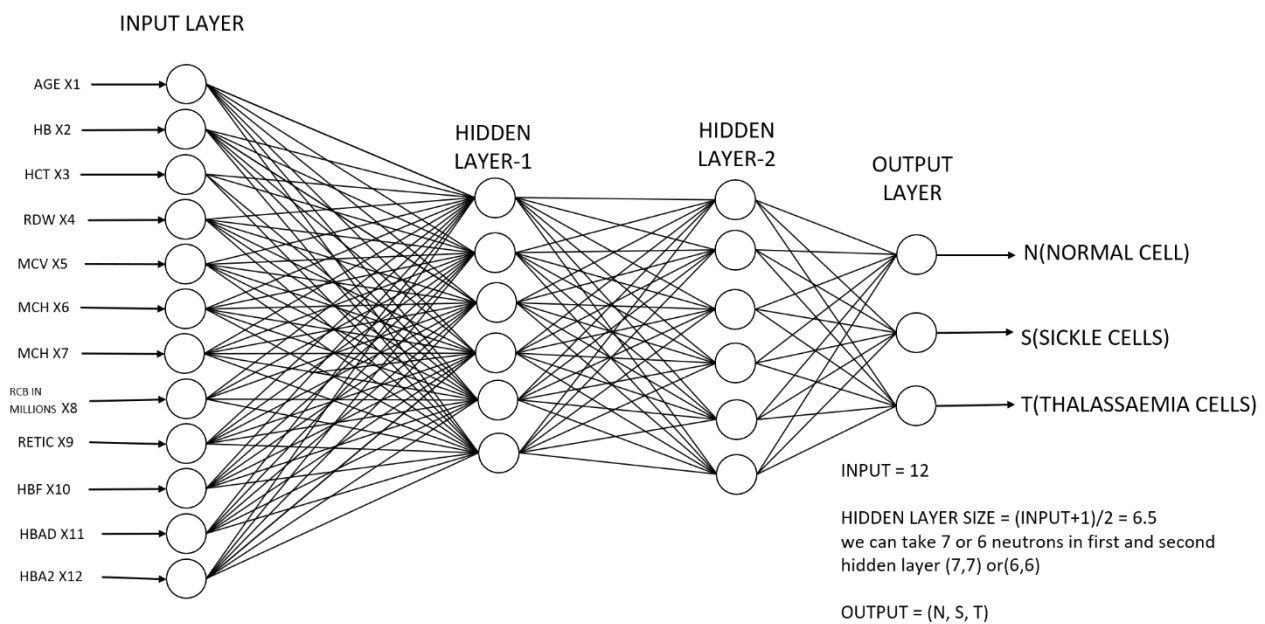 INPUT LAYER
AGE X1
HB X2
HCT X3
RDW X4
MCV X5
MCH X6
MCH X7
RCB IN
MILLIONS X8
RETIC X9
HBF X10
HBAD X11
HBA2 X12
HIDDEN
LAYER-1
HIDDEN
LAYER-2
OUTPUT
LAYER
N(NORMAL CELL)
S(SICKLE CELLS)
T(THALASSAEMIA CELLS)
INPUT = 12
HIDDEN LAYER SIZE = (INPUT+1)/2 = 6.5
we can take 7 or 6 neutrons in first and second
hidden layer (7,7) or(6,6)
OUTPUT = (N, S, T)